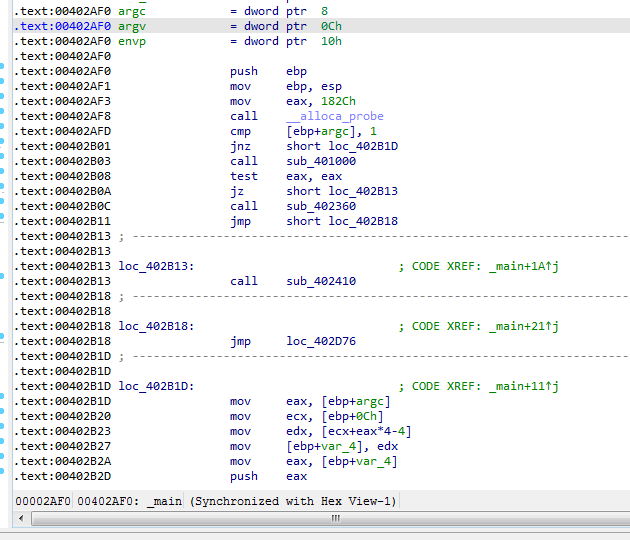 .text:00402AF0 argc = dword ptr 8
.text:00402AF0 argv = dword ptr 0Ch
.text:00402AF0 envp = dword ptr 10h
.text:00402AF0
.text:00402AF0 push ebp
.text:00402AF1 mov ebp, esp
.text:00402AF3 mov eax, 182Ch
.text:00402AF8 call __alloca_probe
.text:00402AFD cmp [ebp+argc], 1
.text:00402B01 jnz short loc_402B1D
.text:00402B03 call sub_401000
.text:00402B08 test eax, eax
.text:00402B0A jz short loc_402B13
.text:00402B0C call sub_402360
.text:00402B11 jmp short loc_402B18
.text:00402B13 ; ---------------------------------------------------------------------------
.text:00402B13
.text:00402B13 loc_402B13: ; CODE XREF: _main+1A↑j
.text:00402B13 call sub_402410
.text:00402B18 ; ---------------------------------------------------------------------------
.text:00402B18
.text:00402B18 loc_402B18: ; CODE XREF: _main+21↑j
.text:00402B18 jmp loc_402D76
.text:00402B1D ; ---------------------------------------------------------------------------
.text:00402B1D
.text:00402B1D loc_402B1D: ; CODE XREF: _main+11↑j
.text:00402B1D mov eax, [ebp+argc]
.text:00402B20 mov ecx, [ebp+0Ch]
.text:00402B23 mov edx, [ecx+eax*4-4]
.text:00402B27 mov [ebp+var_4], edx
.text:00402B2A mov eax, [ebp+var_4]
.text:00402B2D push eax
00002AF0 00402AF0: _main (Synchronized with Hex View-1)